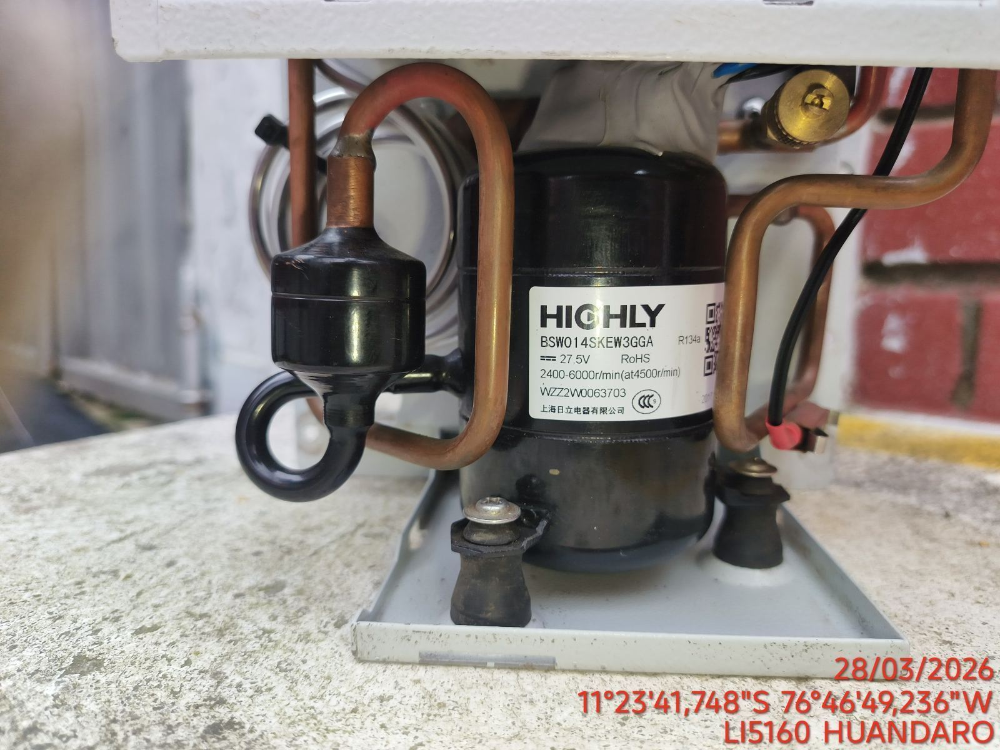 HIGHLY
BSW014SKEW3GGA R134a
27.5V RoHS
2400-6000r/min(at4500r/min)
WZZ2W0063703
CCC S
上海日立电器有限公司
28/03/2026
11°23'41,748"S 76°46'49,236"W
LI5160 HUANDARO